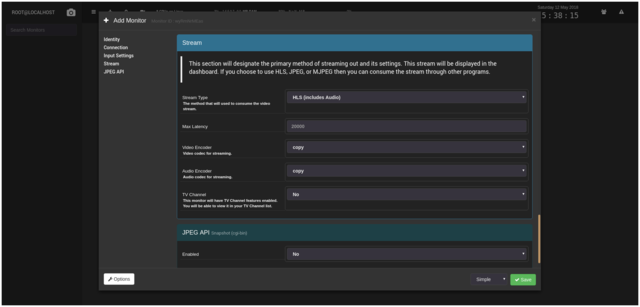 ROOT@LOCALHOST
Saturday 12 May 2018
5 : 38 : 15
Search Monitors
Add Monitor
Identity
Connection
Input Settings
Stream
JPEG API
Stream
This section will designate the primary method of streaming out and its settings. This stream will be displayed in the
dashboard. If you choose to use HLS, JPEG, or MJPEG then you can consume the stream through other programs.
Stream Type
The method that will used to consume the video
stream.
HLS (includes Audio)
Max Latency
20000
Video Encoder
Video codec for streaming.
copy
Audio Encoder
Audio codec for streaming.
copy
TV Channel
This monitor will have TV Channel features enabled.
You will be able to view it in your TV Channel list.
No
JPEG API Snapshot (cgi-bin)
Enabled
No
Options
Simple
Save